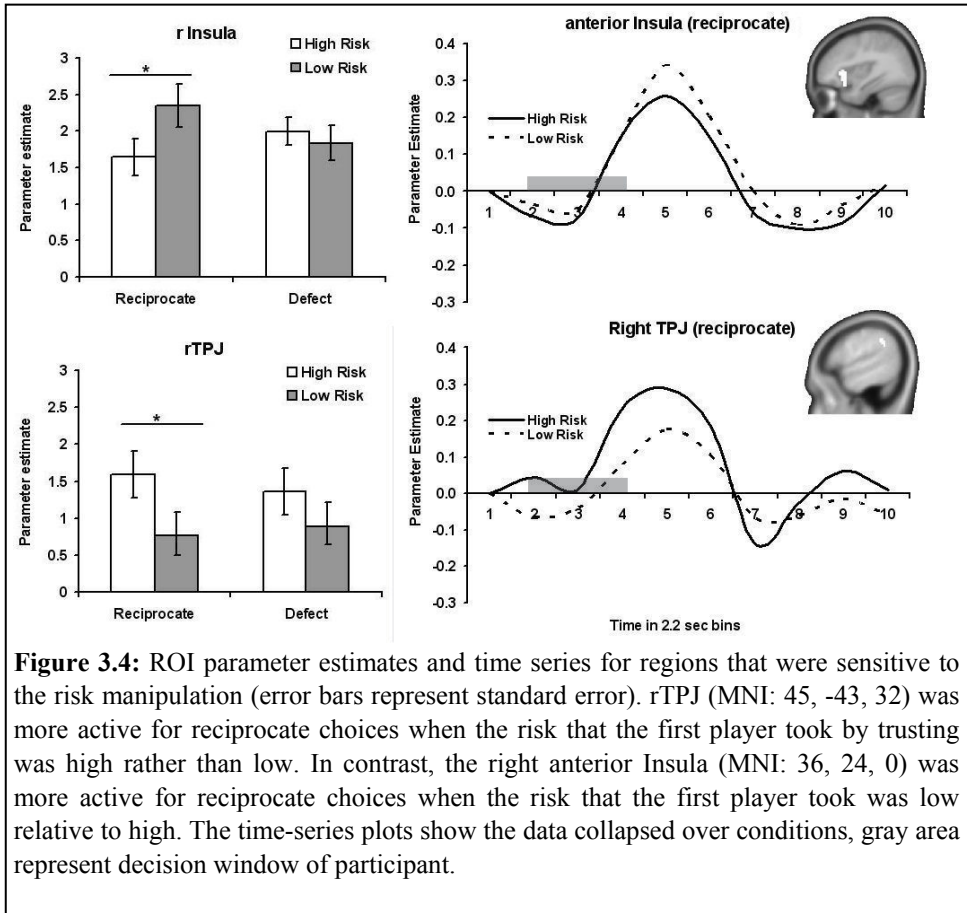 r Insula
3
2.5
2
1.5
1
0.5
0
Parameter estimate
*
High Risk
Low Risk
Reciprocate
Defect
anterior Insula (reciprocate)
0.4
0.3
0.2
0.1
0.0
-0.1
-0.2
-0.3
Parameter Estimate
High Risk
Low Risk
1 2 3 4 5 6 7 8 9 10
rTPJ
3
2.5
2
1.5
1
0.5
0
Parameter estimate
*
High Risk
Low Risk
Reciprocate
Defect
Right TPJ (reciprocate)
0.4
0.3
0.2
0.1
0.0
-0.1
-0.2
-0.3
Parameter Estimate
High Risk
Low Risk
1 2 3 4 5 6 7 8 9 10
Time in 2.2 sec bins
Figure 3.4: ROI parameter estimates and time series for regions that were sensitive to
the risk manipulation (error bars represent standard error). rTPJ (MNI: 45, -43, 32) was
more active for reciprocate choices when the risk that the first player took by trusting
was high rather than low. In contrast, the right anterior Insula (MNI: 36, 24, 0) was
more active for reciprocate choices when the risk that the first player took was low
relative to high. The time-series plots show the data collapsed over conditions, gray area
represent decision window of participant.